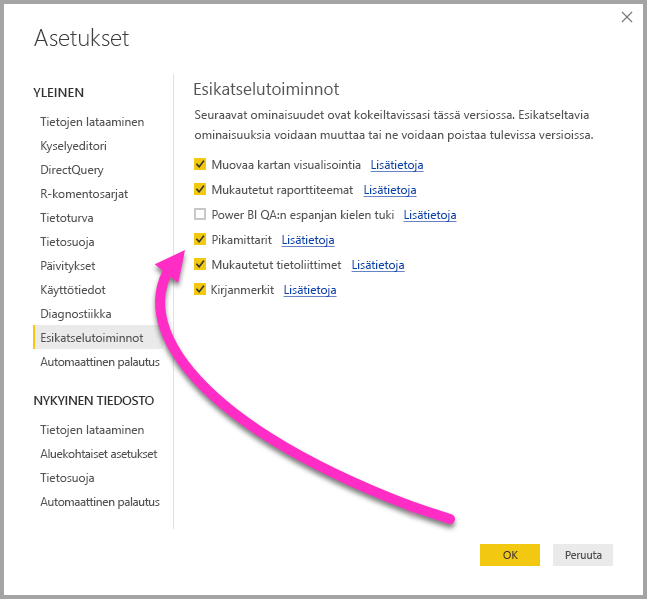 Asetukset
YLEINEN
Tietojen lataaminen
Kyselyeditori
DirectQuery
R-komentosarjat
Tietoturva
Tietosuoja
Päivitykset
Käyttötiedot
Diagnostiikka
Esikatselutoiminnot
Automaattinen palautus
NYKYINEN TIEDOSTO
Tietojen lataaminen
Aluekohtaiset asetukset
Tietosuoja
Automaattinen palautus
Esikatselutoiminnot
Seuraavat ominaisuudet ovat kokeiltavissasi tässä versiossa. Esikatseltavia
ominaisuuksia voidaan muuttaa tai ne voidaan poistaa tulevissa versioissa.
Muovaa kartan visualisointia Lisätietoja
Mukautetut raporttiteemat Lisätietoja
Power BI QA:n espanjan kielen tuki Lisätietoja
Pikamittarit Lisätietoja
Mukautetut tietoliittimet Lisätietoja
Kirjanmerkit Lisätietoja
OK Peruuta